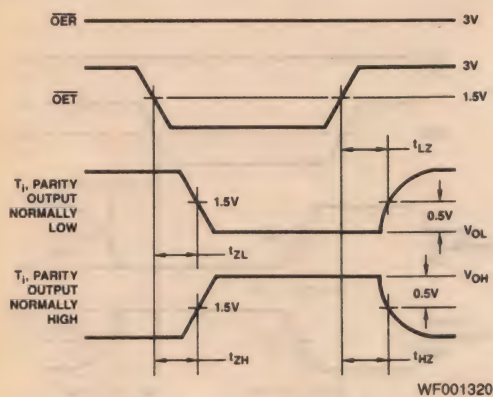 OER
3V
3V
OET
1.5V
tLZ
Ti, PARITY
OUTPUT
NORMALLY
LOW
1.5V
0.5V
VOL
tZL
Ti, PARITY
OUTPUT
NORMALLY
HIGH
VOH
0.5V
1.5V
tZH
tHZ
WF001320